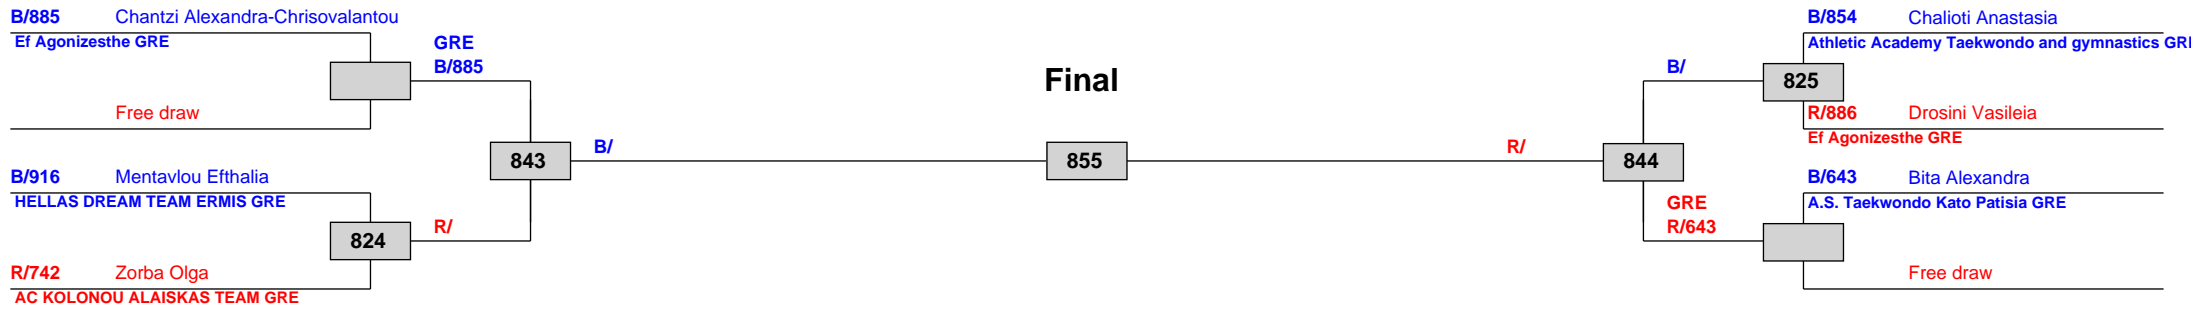 B/885 Chantzi Alexandra-Chrisovalantou
Ef Agonizesthe GRE
GRE
B/885
Free draw
843
B/
B/916 Mentavlou Efthalia
HELLAS DREAM TEAM ERMIS GRE
824
R/
R/742 Zorba Olga
AC KOLONOU ALAISKAS TEAM GRE
Final
855
B/854 Chalioti Anastasia
Athletic Academy Taekwondo and gymnastics GRE
B/
825
R/886 Drosini Vasileia
Ef Agonizesthe GRE
R/
844
B/643 Bita Alexandra
A.S. Taekwondo Kato Patisia GRE
GRE
R/643
Free draw